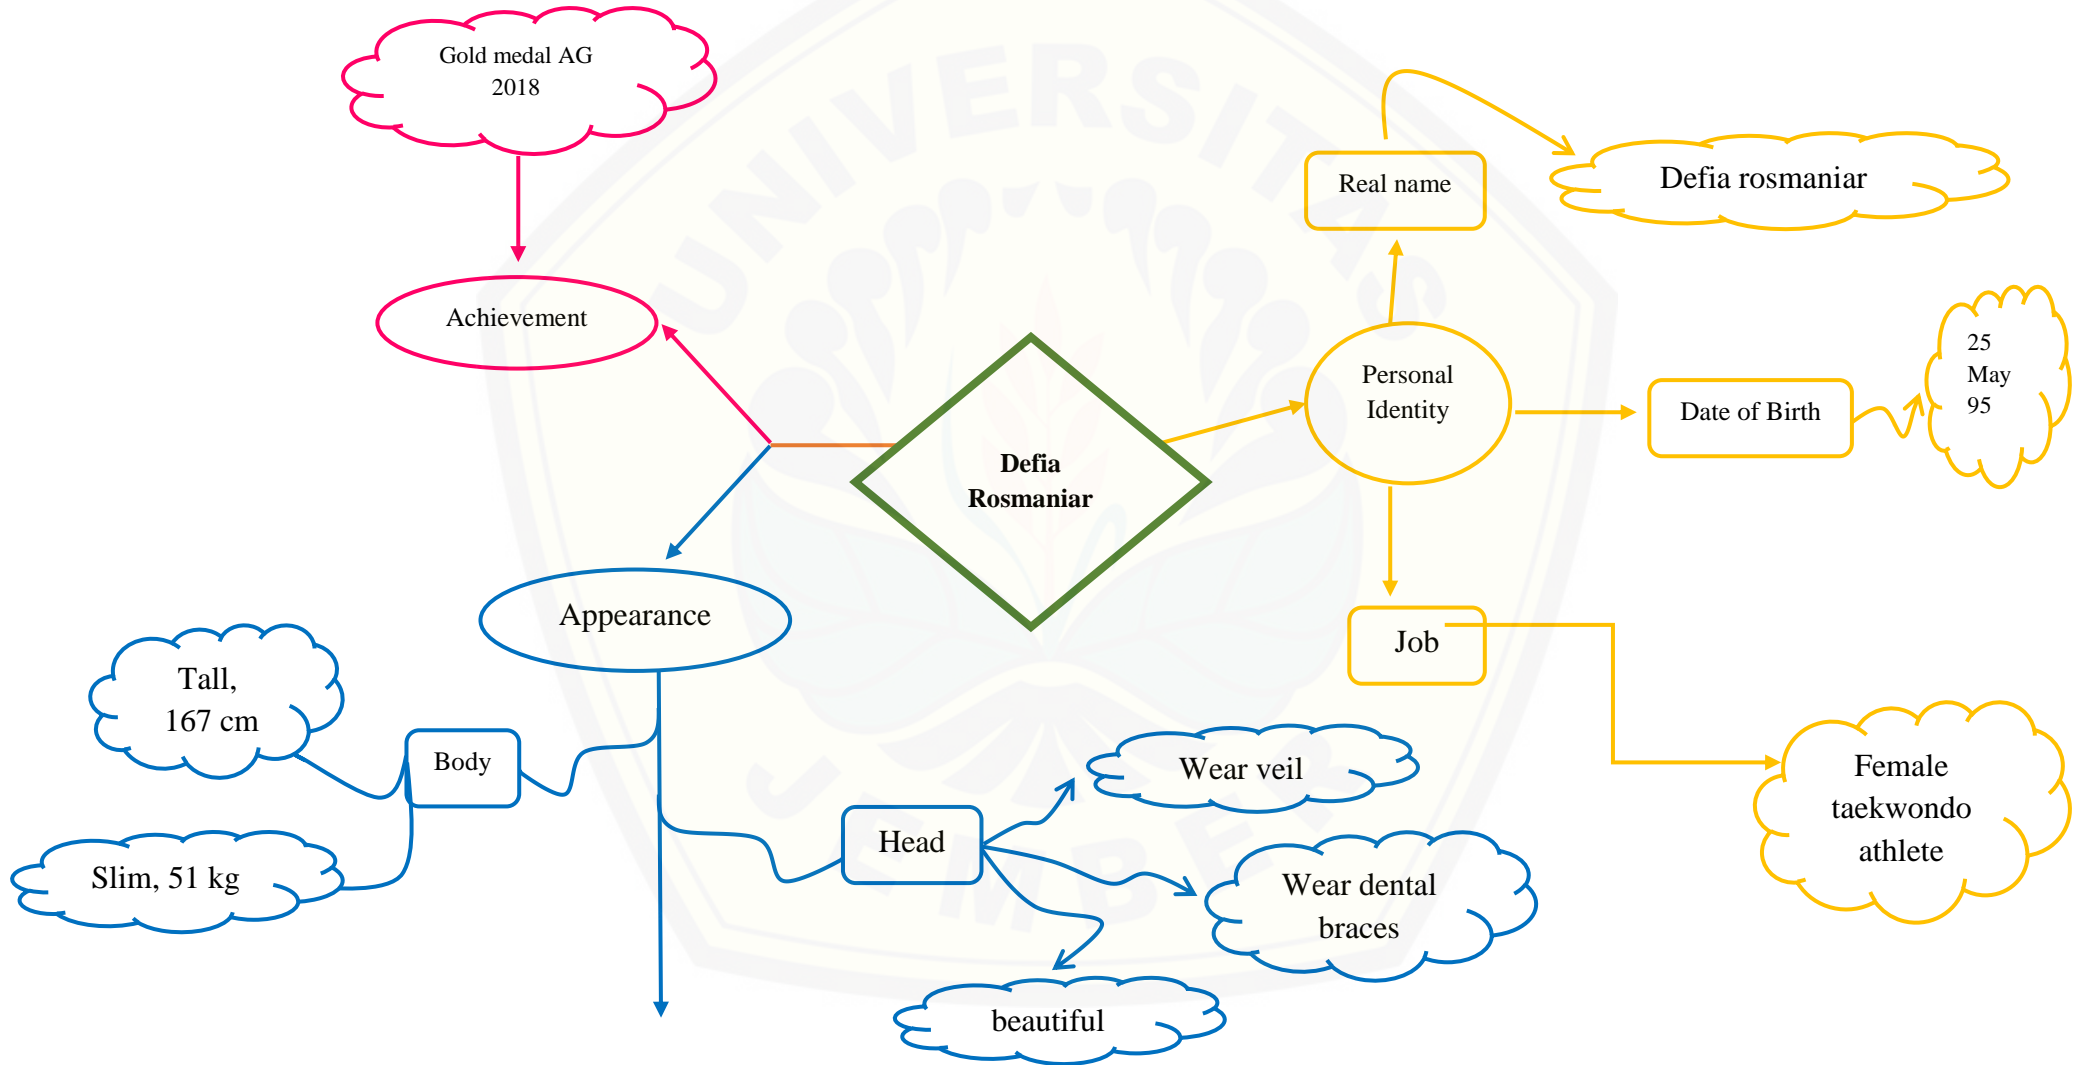 Gold medal AG
2018
Achievement
Defia
Rosmaniar
Personal
Identity
Real name
Defia rosmaniar
Date of Birth
25
May
95
Job
Female
taekwondo
athlete
Appearance
Body
Tall,
167 cm
Slim, 51 kg
Head
Wear veil
Wear dental
braces
beautiful
UNIVERSITAS
JEMBER